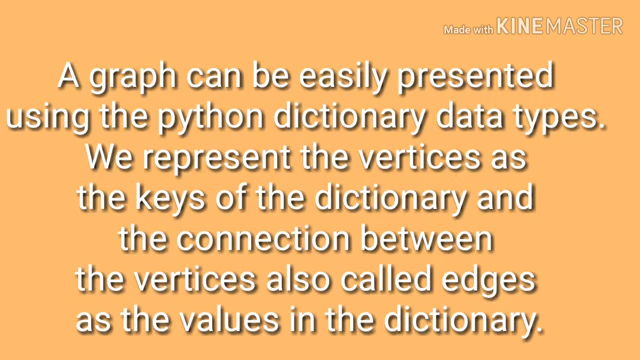 Made with KINEMASTER
A graph can be easily presented
using the python dictionary data types.
We represent the vertices as
the keys of the dictionary and
the connection between
the vertices also called edges
as the values in the dictionary.